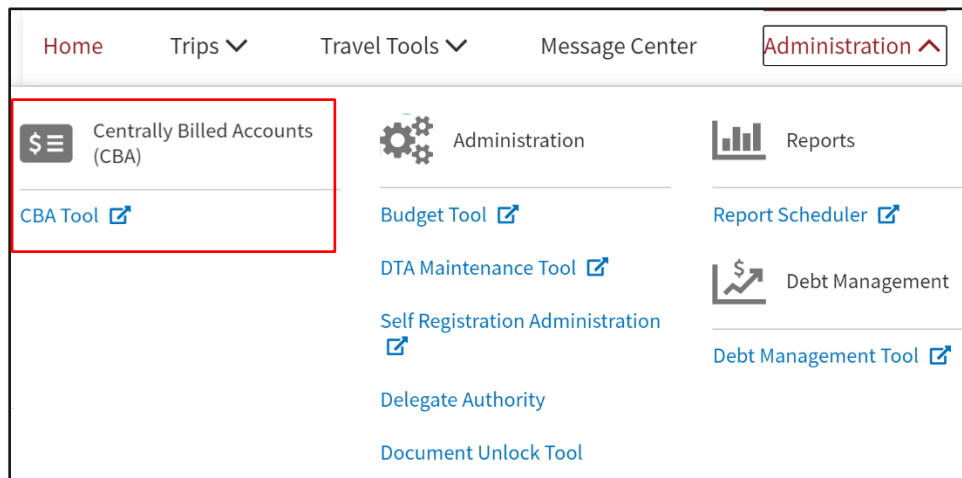 Home Trips Travel Tools Message Center Administration
Centrally Billed Accounts
(CBA)
CBA Tool
Administration
Budget Tool
DTA Maintenance Tool
Self Registration Administration
Delegate Authority
Document Unlock Tool
Reports
Report Scheduler
Debt Management
Debt Management Tool